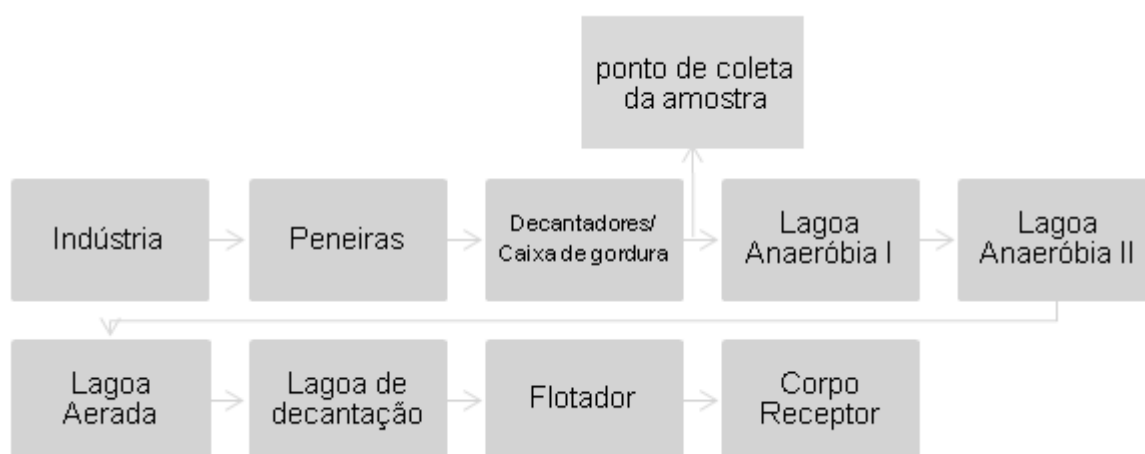 ponto de coleta
da amostra
Indústria
Peneiras
Decantadores/
Caixa de gordura
Lagoa
Anaeróbia I
Lagoa
Anaeróbia II
Lagoa
Aerada
Lagoa de
decantação
Flotador
Corpo
Receptor